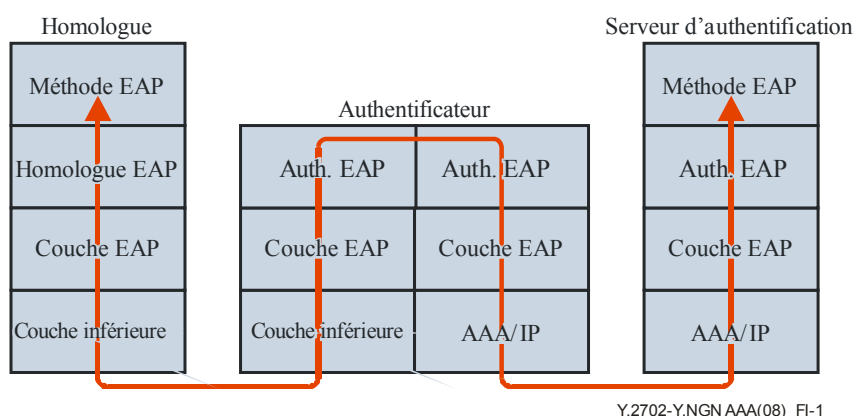 Homologue
Serveur d’authentification
Authentificateur
Méthode EAP
Homologue EAP
Couche EAP
Couche inférieure
Auth. EAP
Auth. EAP
Couche EAP
Couche EAP
Couche inférieure
AAA/IP
Méthode EAP
Auth. EAP
Couche EAP
AAA/IP
Y.2702-Y.NGN AAA(08)_FI-1